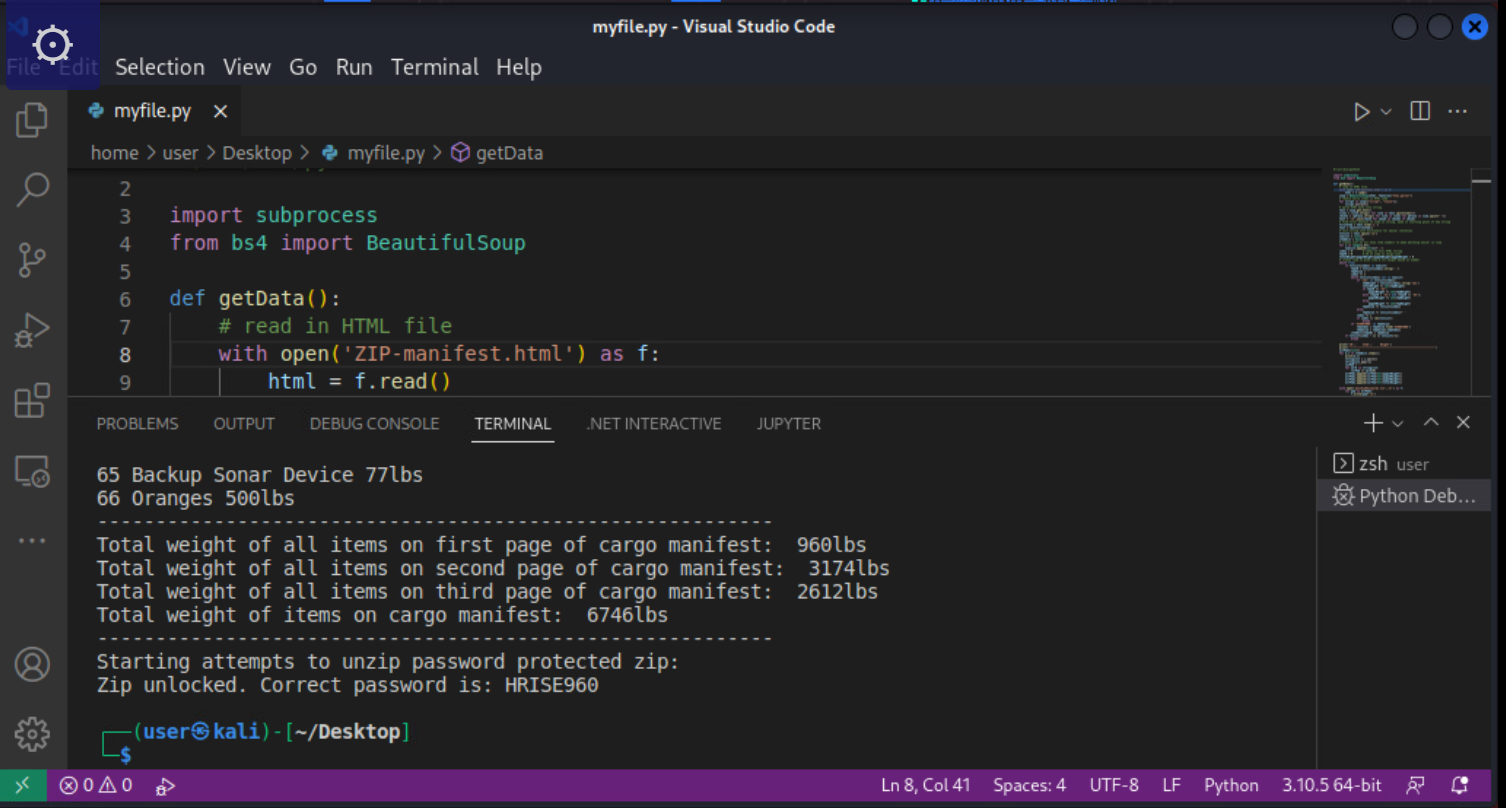 myfile.py - Visual Studio Code
File Edit Selection View Go Run Terminal Help
myfile.py
home > user > Desktop > myfile.py > getData
2
3 import subprocess
4 from bs4 import BeautifulSoup
5
6 def getData():
7 # read in HTML file
8 with open('ZIP-manifest.html') as f:
9 html = f.read()
PROBLEMS OUTPUT DEBUG CONSOLE TERMINAL .NET INTERACTIVE JUPYTER
zsh user
Python Deb...
65 Backup Sonar Device 77lbs
66 Oranges 500lbs
----------------------------------------------------------
Total weight of all items on first page of cargo manifest:  960lbs
Total weight of all items on second page of cargo manifest:  3174lbs
Total weight of all items on third page of cargo manifest:  2612lbs
Total weight of items on cargo manifest:  6746lbs
----------------------------------------------------------
Starting attempts to unzip password protected zip:
Zip unlocked. Correct password is: HRISE960
(user㉿kali)-[~/Desktop]
$
0 0 Ln 8, Col 41 Spaces: 4 UTF-8 LF Python 3.10.5 64-bit